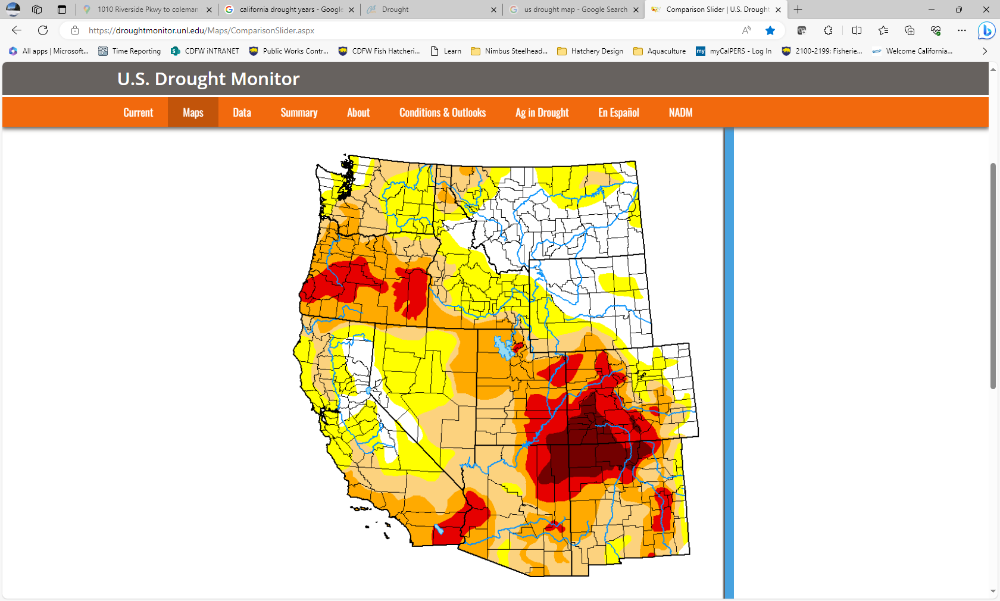 1010 Riverside Pkwy to coleman
california drought years - Google
Drought
us drought map - Google Search
Comparison Slider | U.S. Drought
https://droughtmonitor.unl.edu/Maps/ComparisonSlider.aspx
All apps | Microsoft...
Time Reporting
CDFW iNTRANET
Public Works Contr...
CDFW Fish Hatcheri...
Learn
Nimbus Steelhead...
Hatchery Design
Aquaculture
my myCalPERS - Log In
2100-2199: Fisherie...
Welcome California...
U.S. Drought Monitor
Current
Maps
Data
Summary
About
Conditions & Outlooks
Ag in Drought
En Español
NADM